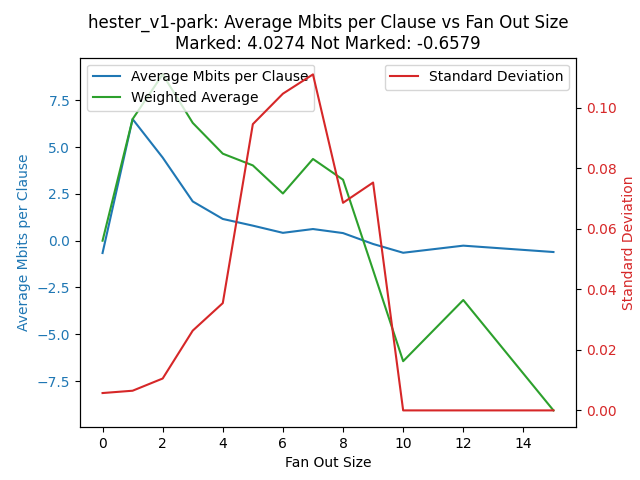 hester_v1-park: Average Mbits per Clause vs Fan Out Size
Marked: 4.0274 Not Marked: -0.6579
Average Mbits per Clause
Weighted Average
Standard Deviation
Average Mbits per Clause
7.5
5.0
2.5
0.0
−2.5
−5.0
−7.5
0.10
0.08
0.06
0.04
0.02
0.00
Standard Deviation
0 2 4 6 8 10 12 14
Fan Out Size